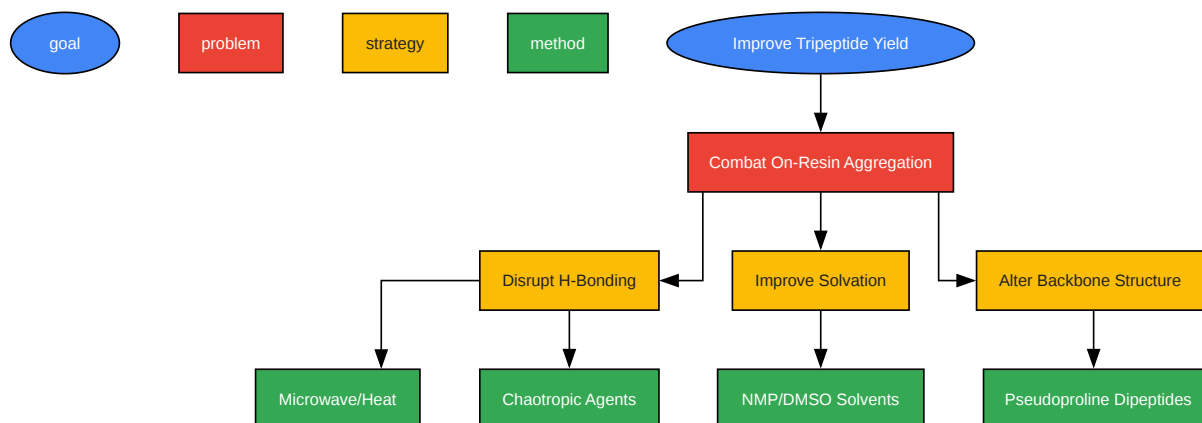 goal
problem
strategy
method
Improve Tripeptide Yield
Combat On-Resin Aggregation
Disrupt H-Bonding
Improve Solvation
Alter Backbone Structure
Microwave/Heat
Chaotropic Agents
NMP/DMSO Solvents
Pseudoproline Dipeptides